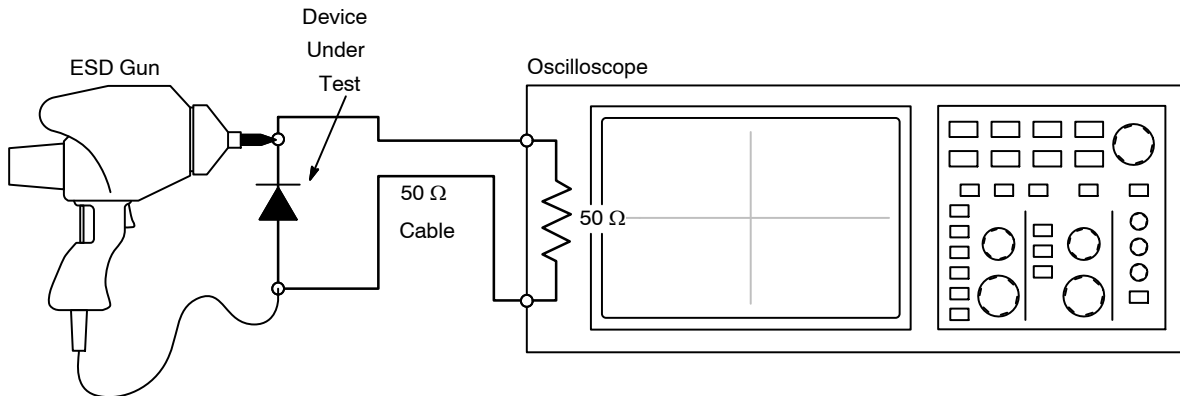 Device
Under
Test
ESD Gun
Oscilloscope
50 Ω
Cable
50 Ω